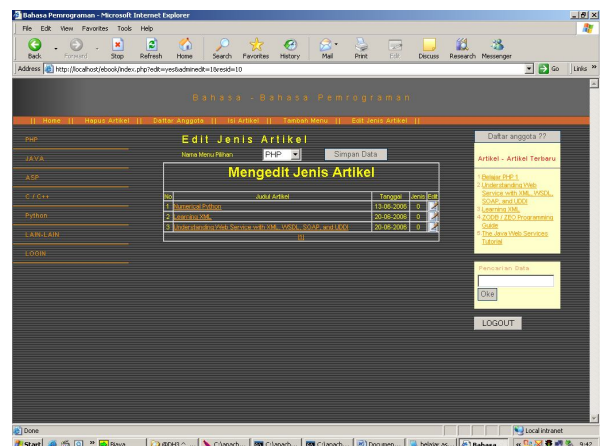 Bahasa Pemrograman - Microsoft Internet Explorer
File Edit View Favorites Tools Help
Back Forward Stop Refresh Home Search Favorites History Mail Print Edit Discuss Research Messenger
Address http://localhost/ebook/index.php?edit=yes&adminedit=1&resid=10 Go Links »
Bahasa - Bahasa Pemrograman
|| Home || Hapus Artikel || Daftar Anggota || Isi Artikel || Tambah Menu || Edit Jenis Artikel ||
PHP
JAVA
ASP
C / C++
Python
LAIN-LAIN
LOGIN
Edit Jenis Artikel
Nama Menu Pilihan PHP Simpan Data
Mengedit Jenis Artikel
No Judul Artikel Tanggal Jenis Edit
1 Numerical Python 13-06-2006 0
2 Learning XML 20-06-2006 0
3 Understanding Web Service with XML, WSDL, SOAP, and UDDI 20-06-2006 0
[1]
Daftar anggota ??
Artikel - Artikel Terbaru
1 Belajar PHP 1
2 Understanding Web
Service with XML, WSDL,
SOAP, and UDDI
3 Learning XML
4 ZODB / ZEO Programming
Guide
5 The Java Web Services
Tutorial
Pencarian Data
Oke
LOGOUT
Done Local intranet
Start » Biaya @DH3 C:\apach... C:\apach... C:\apach... Documen... belajar as... Bahasa... « 9:42